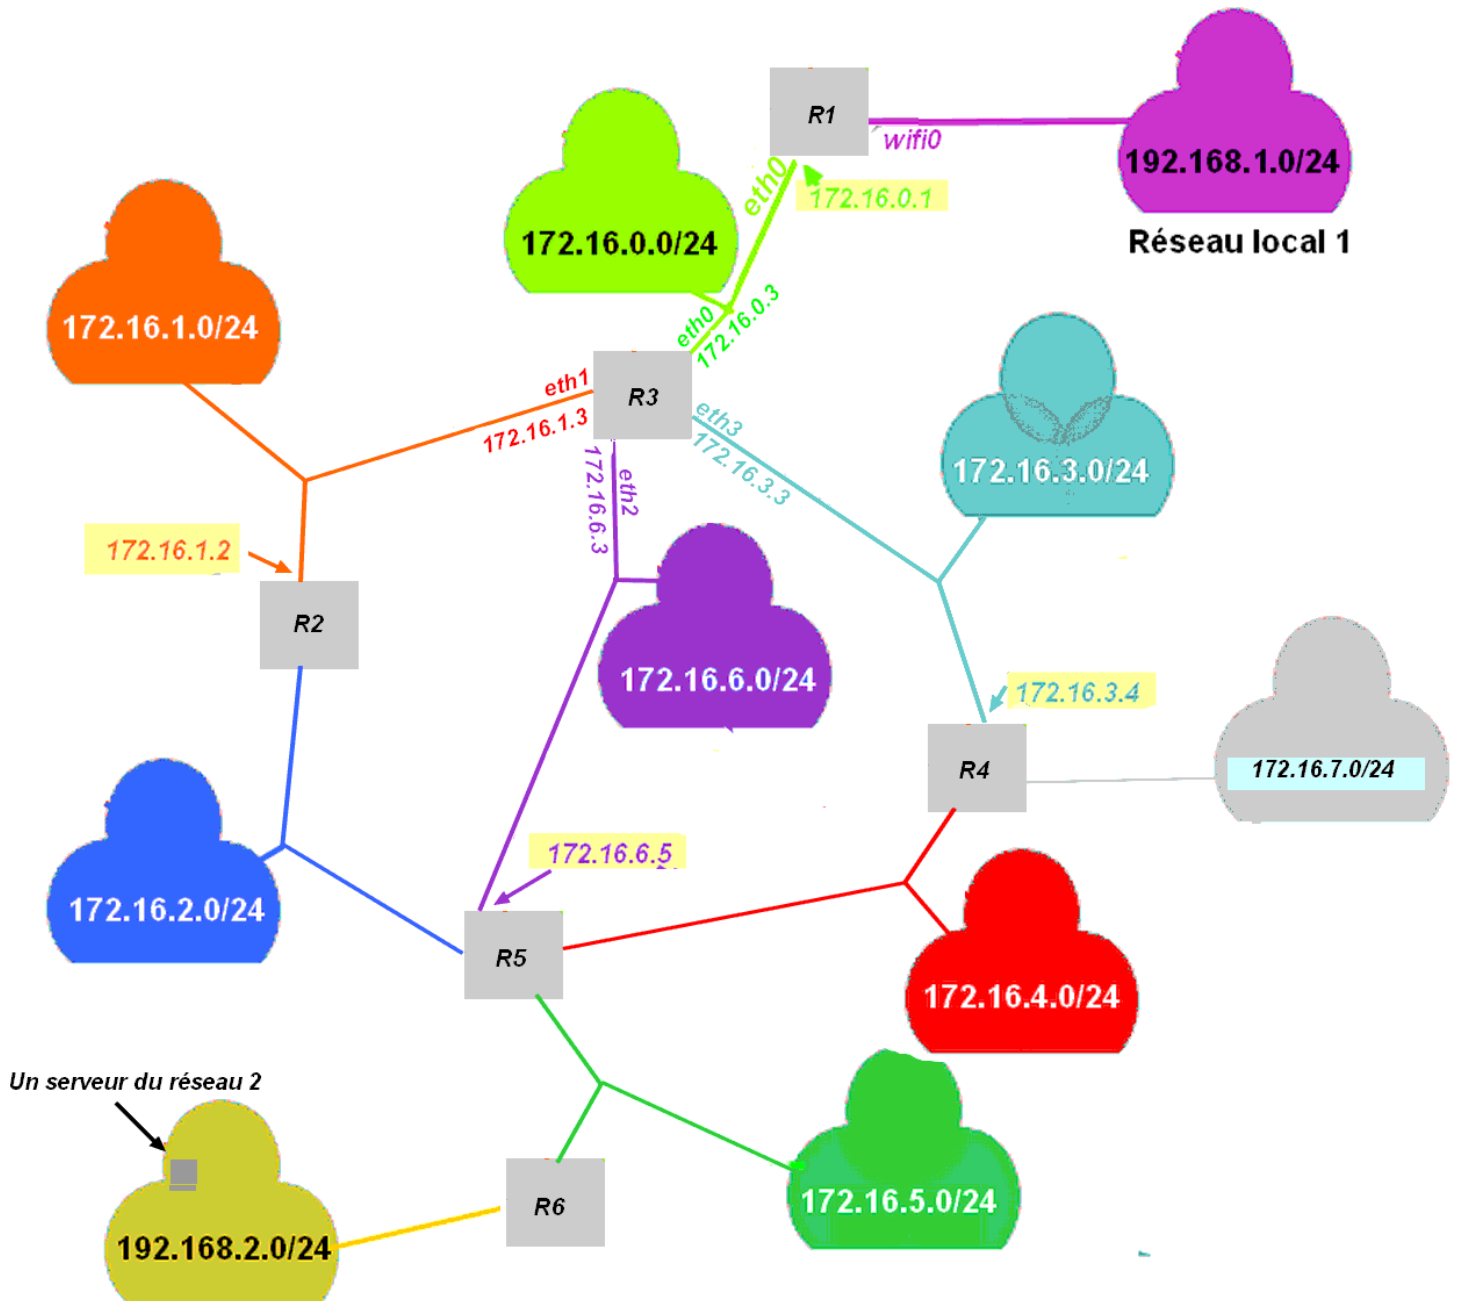 R1
wifi0
192.168.1.0/24
Réseau local 1
eth0
172.16.0.1
172.16.0.0/24
eth0
172.16.0.3
172.16.1.0/24
eth1
172.16.1.3
R3
eth3
172.16.3.3
eth2
172.16.6.3
172.16.3.0/24
172.16.1.2
R2
172.16.6.0/24
172.16.3.4
R4
172.16.7.0/24
172.16.6.5
172.16.2.0/24
R5
172.16.4.0/24
Un serveur du réseau 2
192.168.2.0/24
R6
172.16.5.0/24